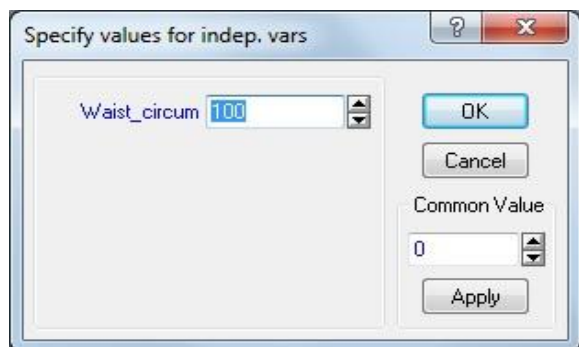 Specify values for indep. vars
?
X
Waist_circum 100
OK
Cancel
Common Value
0
Apply